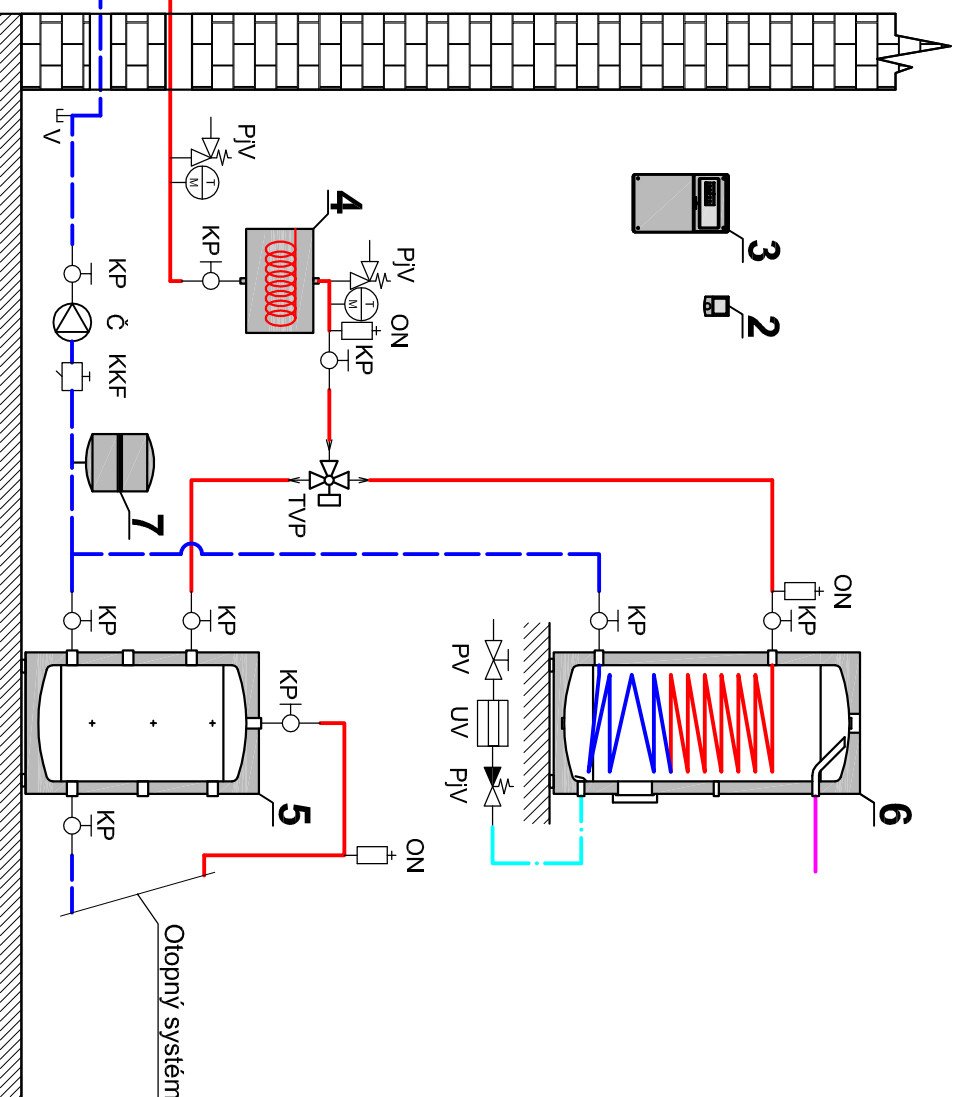 6
ON
KP
3
2
KP
PV
UV
PjV
ON
PjV
ON
T
M
KP
4
TVP
5
KP
PjV
T
M
KP
KP
Otopný systém
7
KP
Č
KKF
KP
KP
V